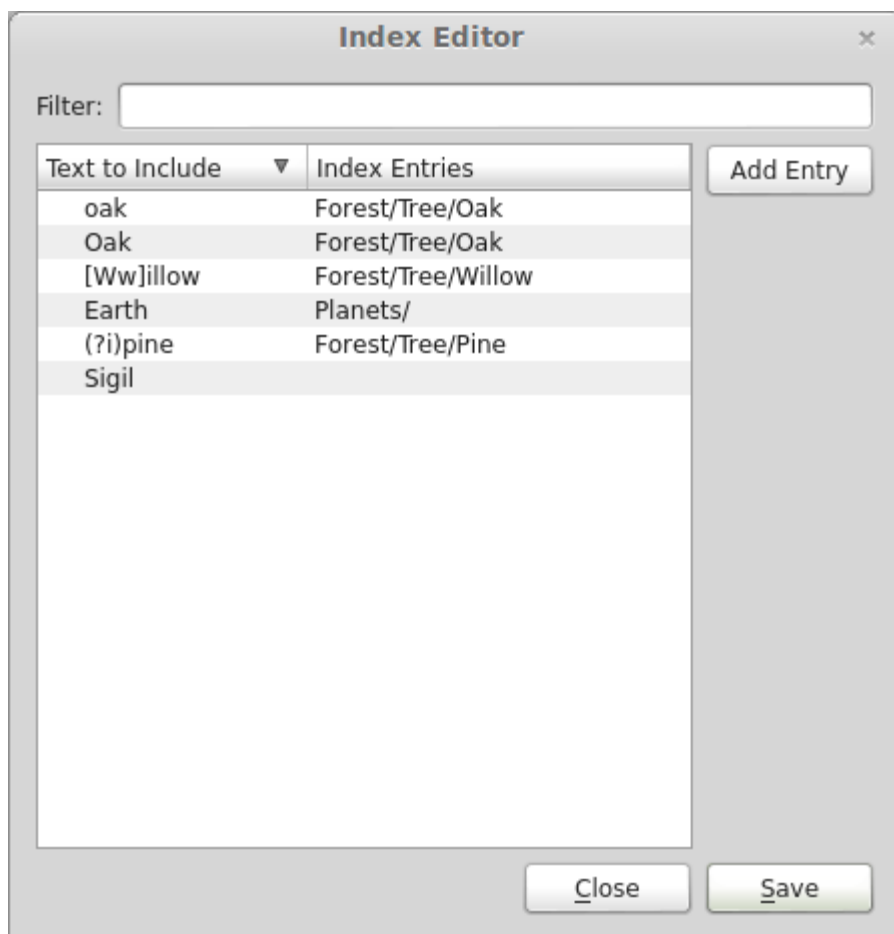 Index Editor
Filter:
Text to Include Index Entries
Add Entry
oak Forest/Tree/Oak
Oak Forest/Tree/Oak
[Ww]illow Forest/Tree/Willow
Earth Planets/
(?i)pine Forest/Tree/Pine
Sigil
Close Save